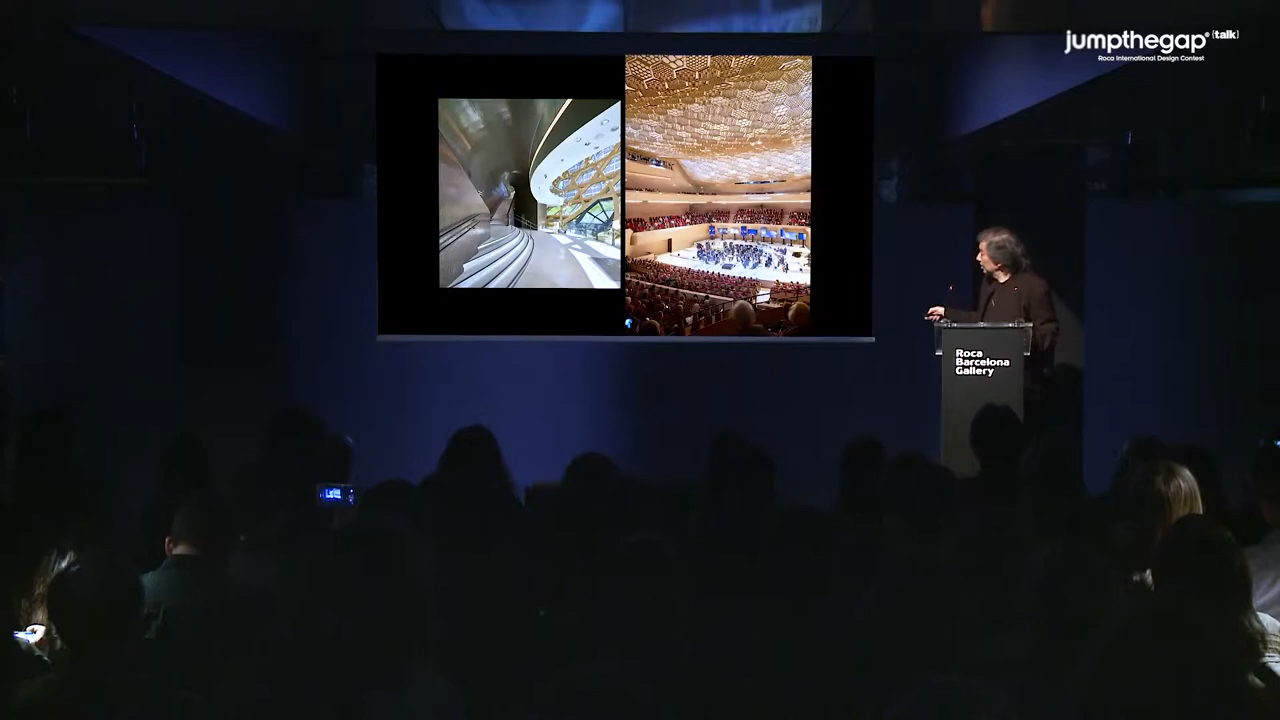 jumpthegap® (talk)
Roca International Design Contest
Roca
Barcelona
Gallery